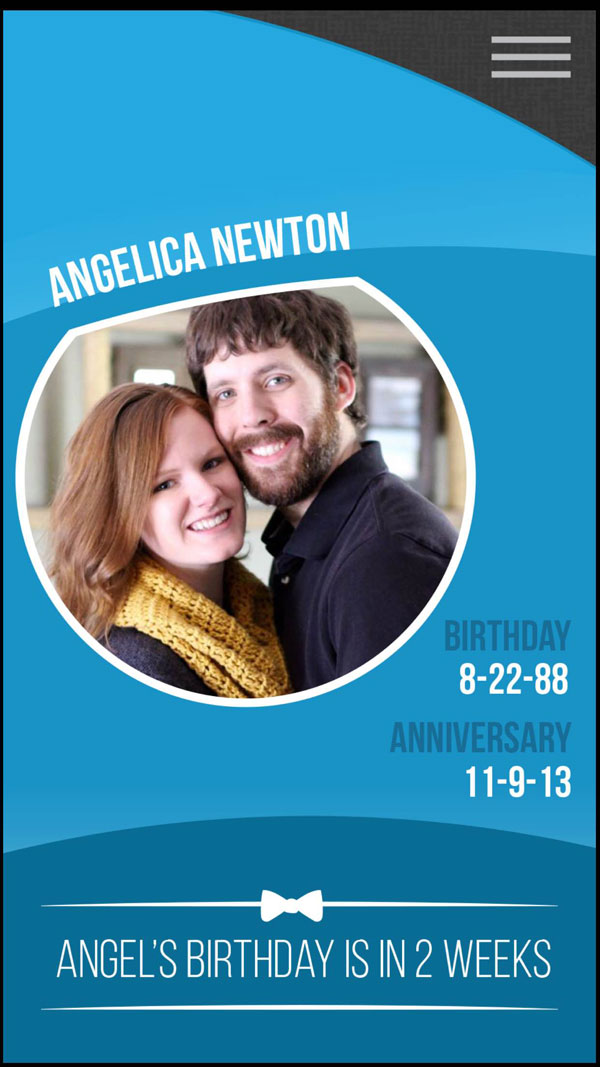 ANGELICA NEWTON
BIRTHDAY
8-22-88
ANNIVERSARY
11-9-13
ANGEL'S BIRTHDAY IS IN 2 WEEKS